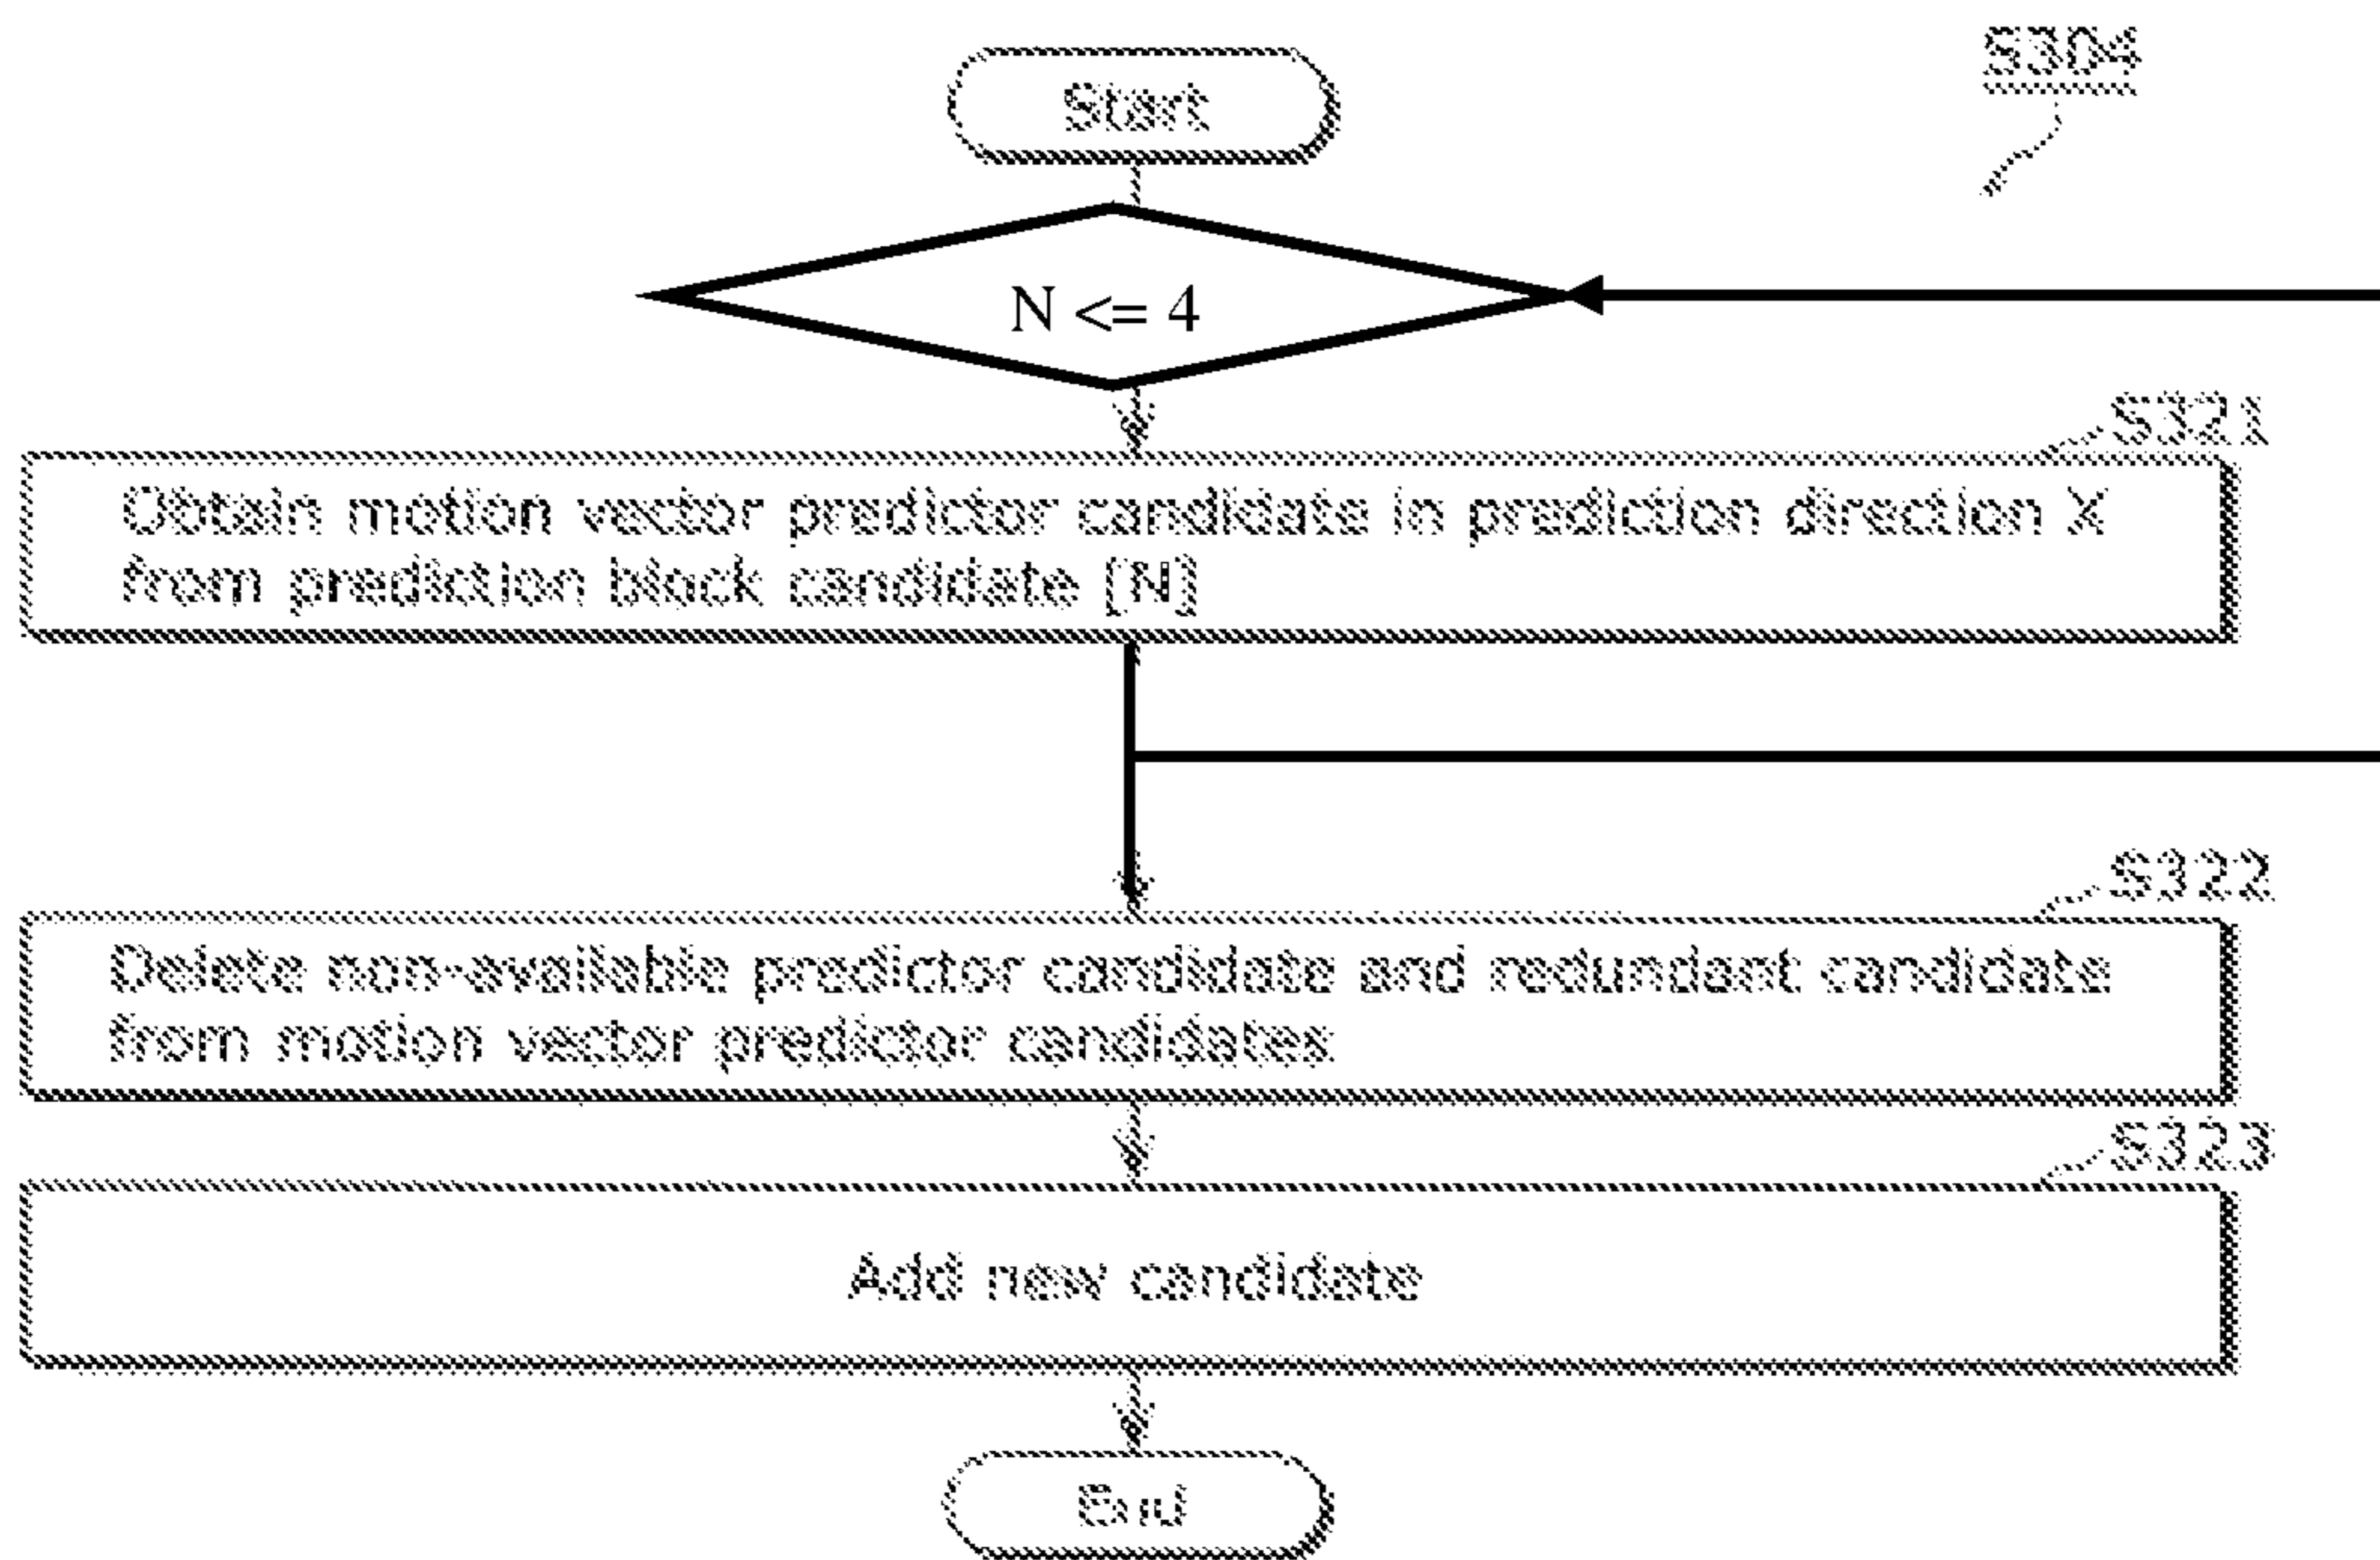 S304
Start
N <= 4
S321
Obtain motion vector predictor candidate in prediction direction X
from prediction block candidate [N]
S322
Delete non-available predictor candidate and redundant candidate
from motion vector predictor candidates
S323
Add new candidate
End